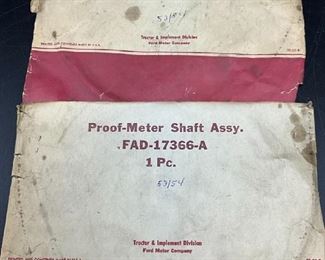 53/54
Tractor & Implement Division
Ford Motor Company
Proof-Meter Shaft Assy.
FAD-17366-A
1 Pc.
53/54
Tractor & Implement Division
Ford Motor Company